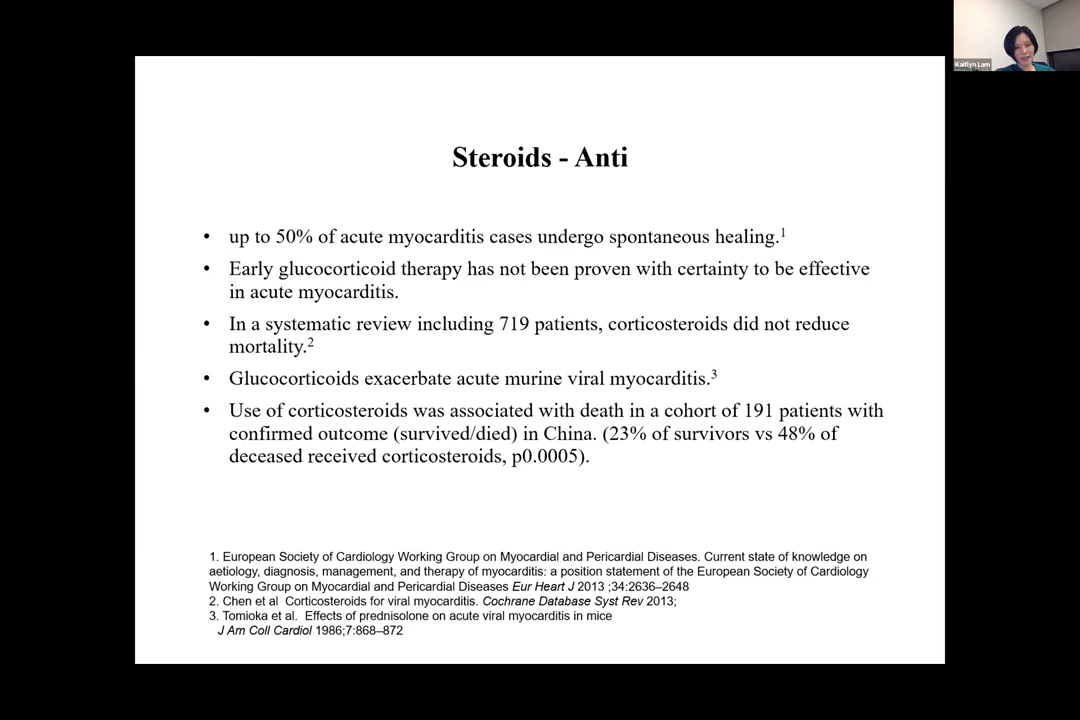 Kaitlyn Lam
Steroids - Anti
• up to 50% of acute myocarditis cases undergo spontaneous healing.1
• Early glucocorticoid therapy has not been proven with certainty to be effective
in acute myocarditis.
• In a systematic review including 719 patients, corticosteroids did not reduce
mortality.2
• Glucocorticoids exacerbate acute murine viral myocarditis.3
• Use of corticosteroids was associated with death in a cohort of 191 patients with
confirmed outcome (survived/died) in China. (23% of survivors vs 48% of
deceased received corticosteroids, p0.0005).
1. European Society of Cardiology Working Group on Myocardial and Pericardial Diseases. Current state of knowledge on
aetiology, diagnosis, management, and therapy of myocarditis: a position statement of the European Society of Cardiology
Working Group on Myocardial and Pericardial Diseases Eur Heart J 2013 ;34:2636–2648
2. Chen et al Corticosteroids for viral myocarditis. Cochrane Database Syst Rev 2013;
3. Tomioka et al. Effects of prednisolone on acute viral myocarditis in mice
J Am Coll Cardiol 1986;7:868–872